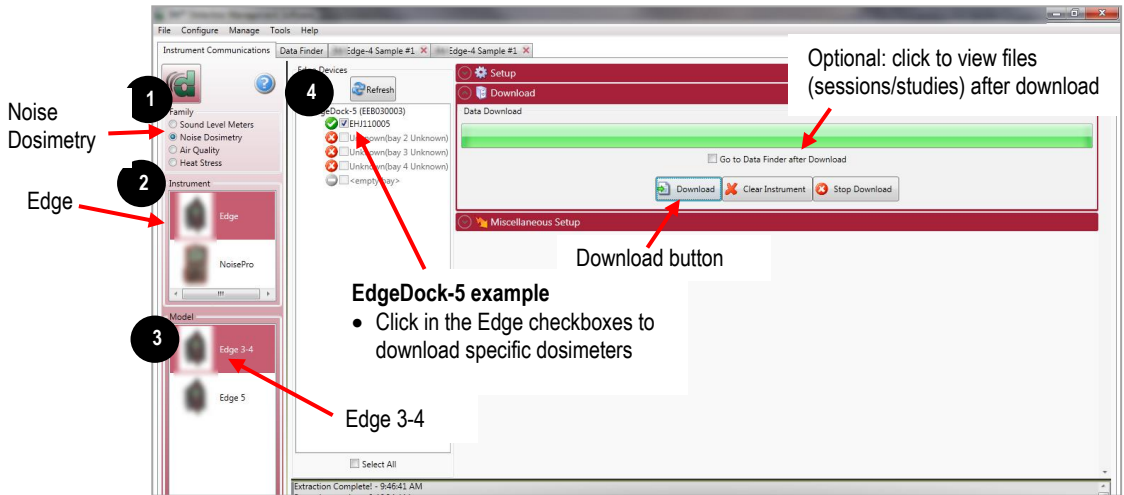 File Configure Manage Tools Help
Instrument Communications
Data Finder
Edge-4 Sample #1
Edge-4 Sample #1
1
Noise
Dosimetry
Family
Sound Level Meters
Noise Dosimetry
Air Quality
Heat Stress
2
Edge
Instrument
Edge
NoisePro
Model
3
Edge 3-4
Edge 5
Edge Devices
4
Refresh
EdgeDock-5 (EEB030003)
EHJ110005
Unknown(bay 2 Unknown)
Unknown(bay 3 Unknown)
Unknown(bay 4 Unknown)
<empty bay>
Setup
Download
Data Download
Optional: click to view files
(sessions/studies) after download
Go to Data Finder after Download
Download
Clear Instrument
Stop Download
Miscellaneous Setup
Download button
EdgeDock-5 example
• Click in the Edge checkboxes to
download specific dosimeters
Edge 3-4
Select All
Extraction Complete! - 9:46:41 AM